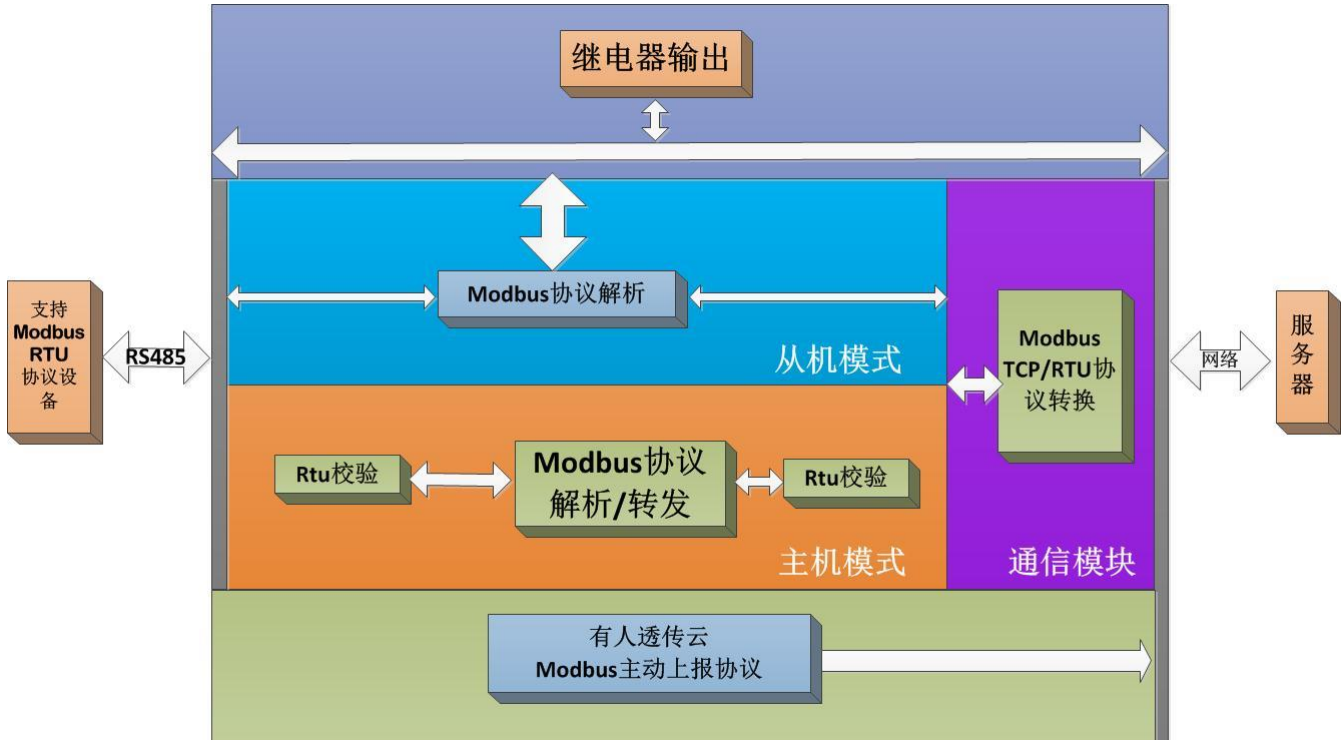 继电器输出
Modbus协议解析
从机模式
支持
Modbus
RTU
协议设
备
RS485
Modbus
TCP/RTU协
议转换
网络
服
务
器
Rtu校验
Modbus协议
解析/转发
Rtu校验
主机模式
通信模块
有人透传云
Modbus主动上报协议